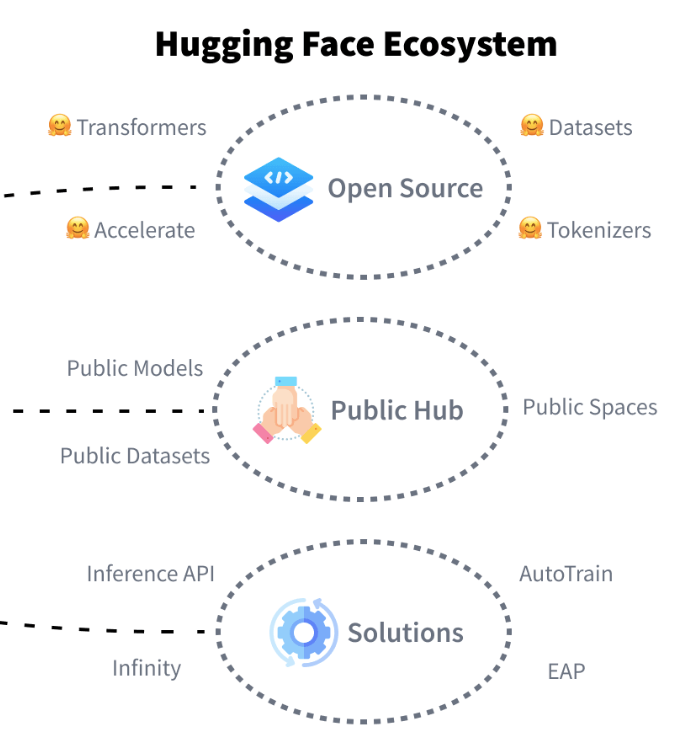 Hugging Face Ecosystem
🤗 Transformers
🤗 Datasets
</> Open Source
🤗 Accelerate
🤗 Tokenizers
Public Models
Public Hub
Public Spaces
Public Datasets
Inference API
AutoTrain
Solutions
Infinity
EAP